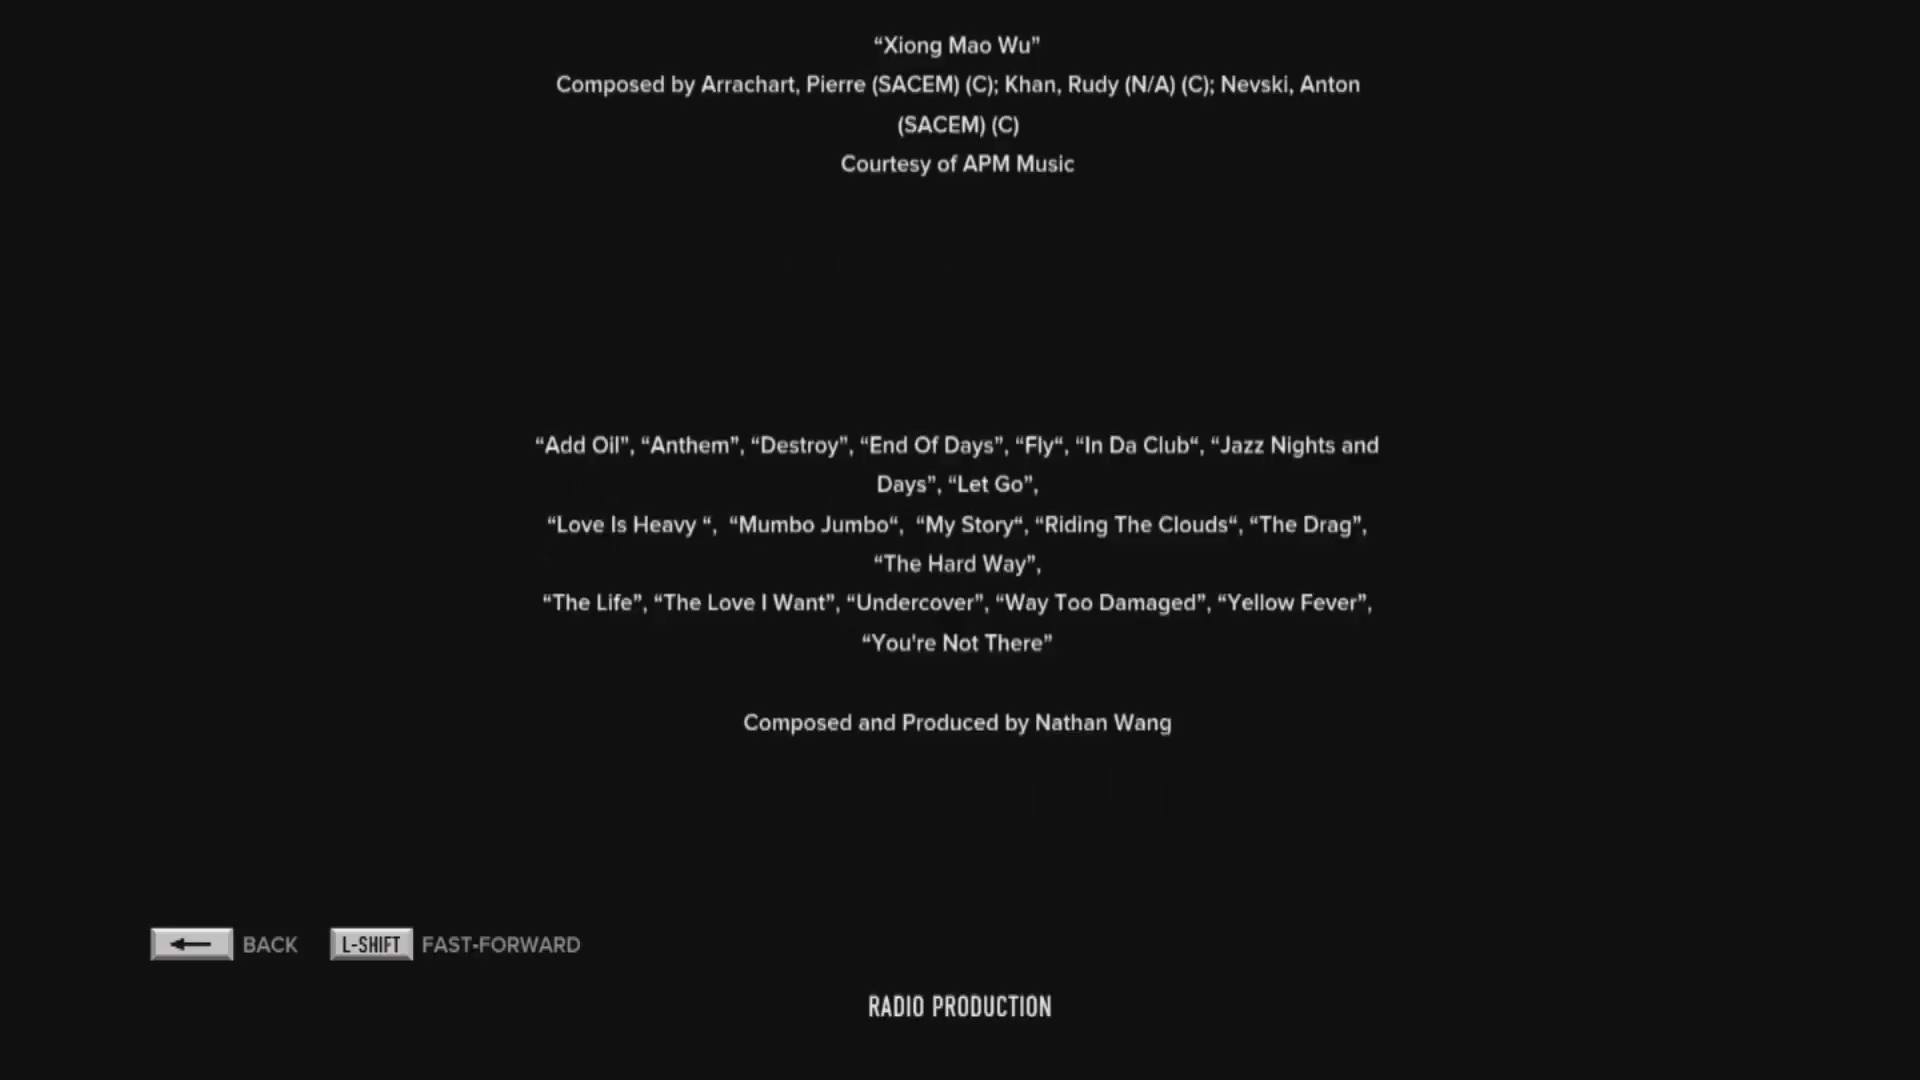 “Xiong Mao Wu”
Composed by Arrachart, Pierre (SACEM) (C); Khan, Rudy (N/A) (C); Nevski, Anton
(SACEM) (C)
Courtesy of APM Music
“Add Oil”, “Anthem”, “Destroy”, “End Of Days”, “Fly“, “In Da Club“, “Jazz Nights and
Days”, “Let Go”,
“Love Is Heavy “,  “Mumbo Jumbo“,  “My Story“, “Riding The Clouds“, “The Drag”,
“The Hard Way”,
“The Life”, “The Love I Want”, “Undercover”, “Way Too Damaged”, “Yellow Fever”,
“You're Not There”
Composed and Produced by Nathan Wang
BACK L-SHIFT FAST-FORWARD
RADIO PRODUCTION